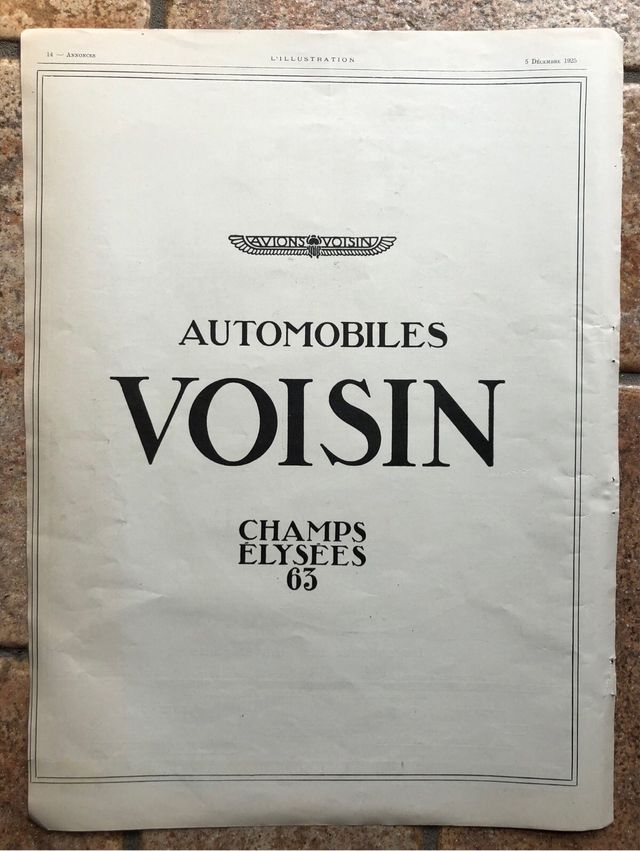 14 — Annonces
L'ILLUSTRATION
5 Décembre 1925
AVIONS VOISIN
AUTOMOBILES
VOISIN
CHAMPS
ÉLYSÉES
63